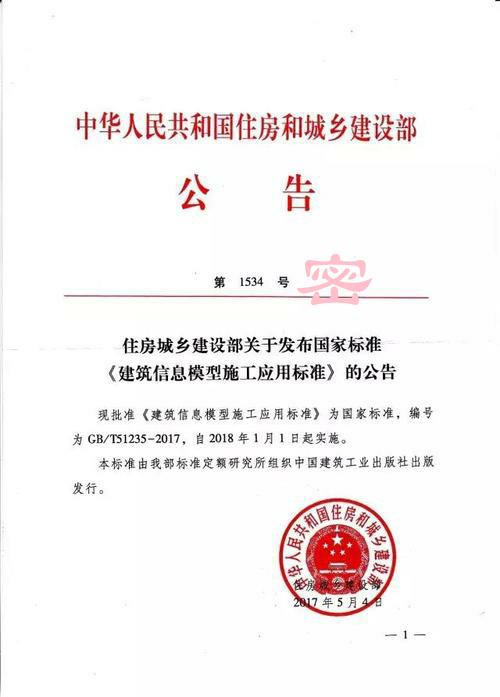 中华人民共和国住房和城乡建设部
公 告
第 1534 号
密
住房城乡建设部关于发布国家标准
《建筑信息模型施工应用标准》的公告
现批准《建筑信息模型施工应用标准》为国家标准，编号
为 GB/T51235-2017，自 2018 年 1 月 1 日起实施。
本标准由我部标准定额研究所组织中国建筑工业出版社出版
发行。
中华人民共和国住房和城乡建设部
住房城乡建设部
2017 年 5 月 4 日
— 1 —